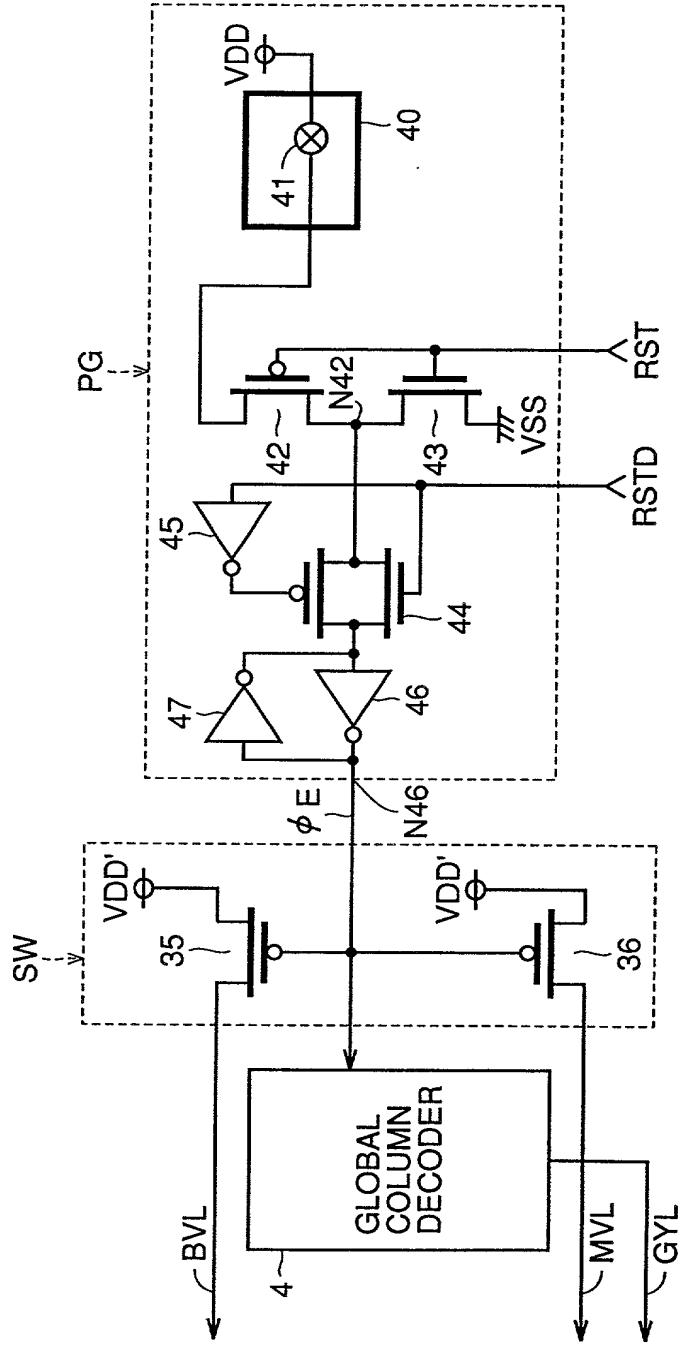 PG
VDD
41
40
42
N42
43
VSS
RST
RSTD
45
44
47
46
φE
N46
SW
VDD'
35
VDD'
36
GLOBAL
COLUMN
DECODER
4
BVL
MVL
GYL